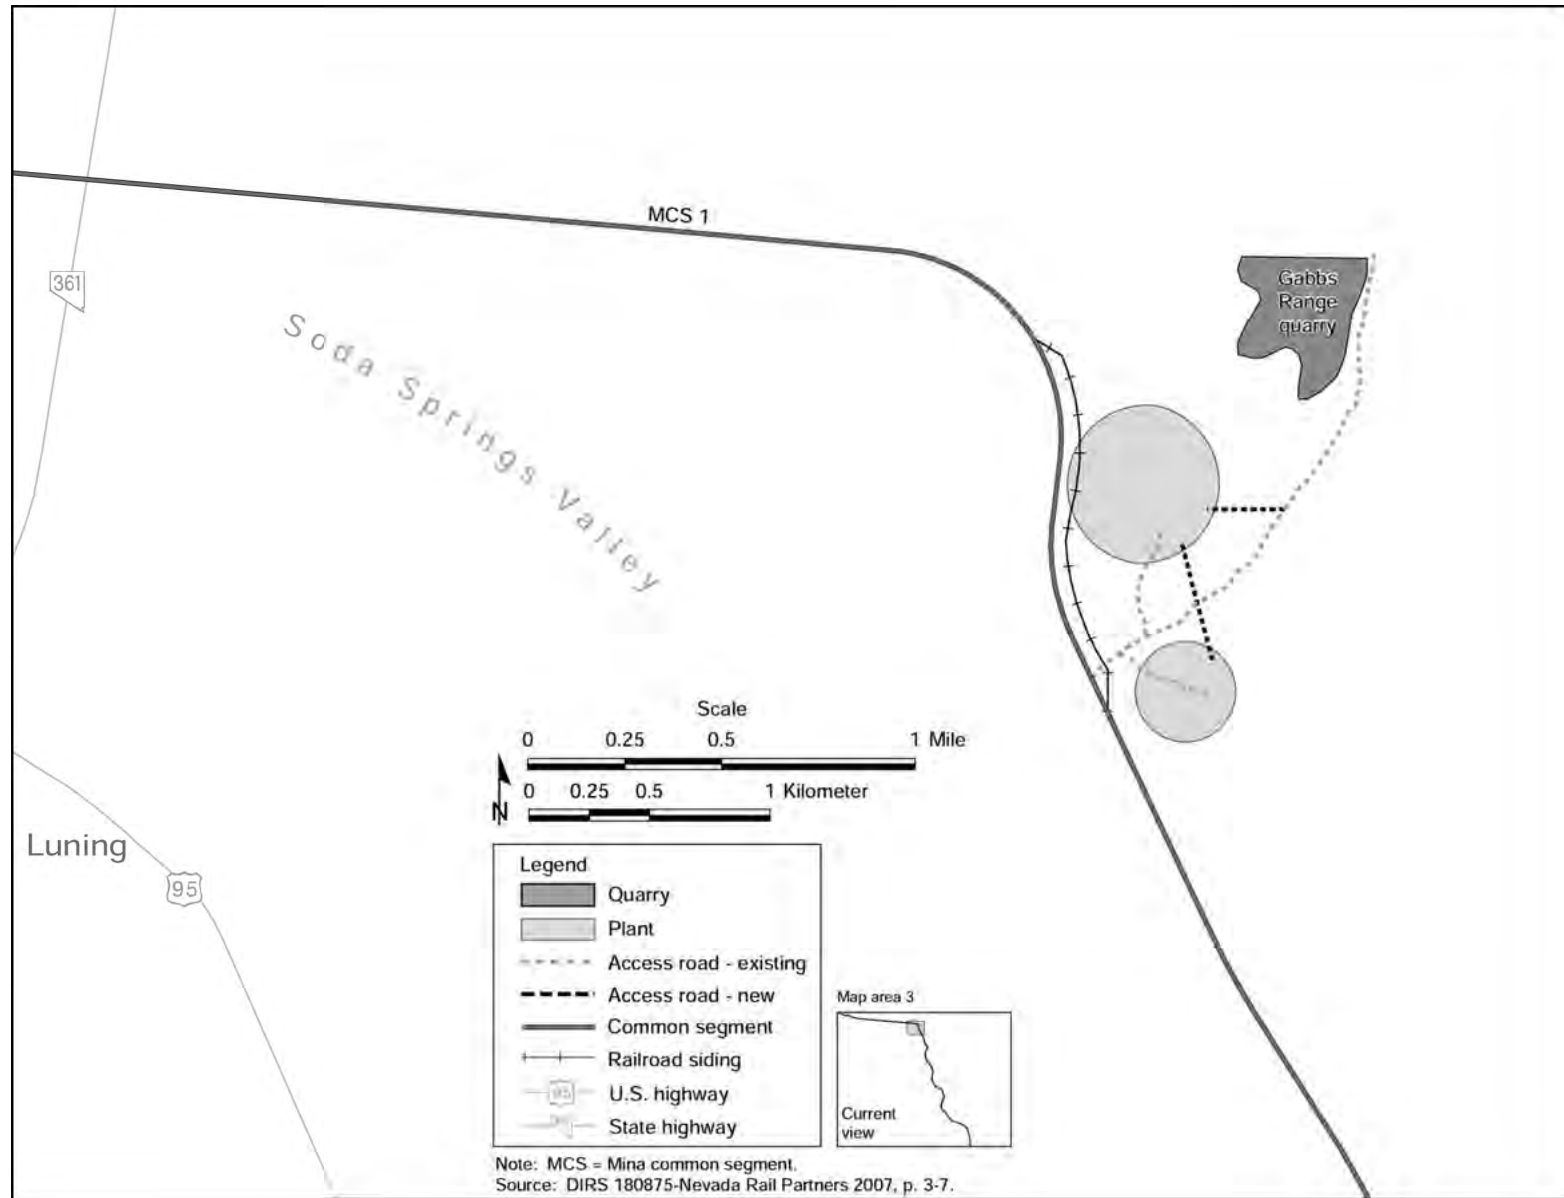 MCS 1
361
Gabbs
Range
quarry
Soda Springs Valley
Scale
0 0.25 0.5 1 Mile
0 0.25 0.5 1 Kilometer
N
Luning
95
Legend
Quarry
Plant
Access road - existing
Access road - new
Common segment
Railroad siding
95 U.S. highway
State highway
Map area 3
Current
view
Note: MCS = Mina common segment.
Source: DIRS 180875-Nevada Rail Partners 2007, p. 3-7.